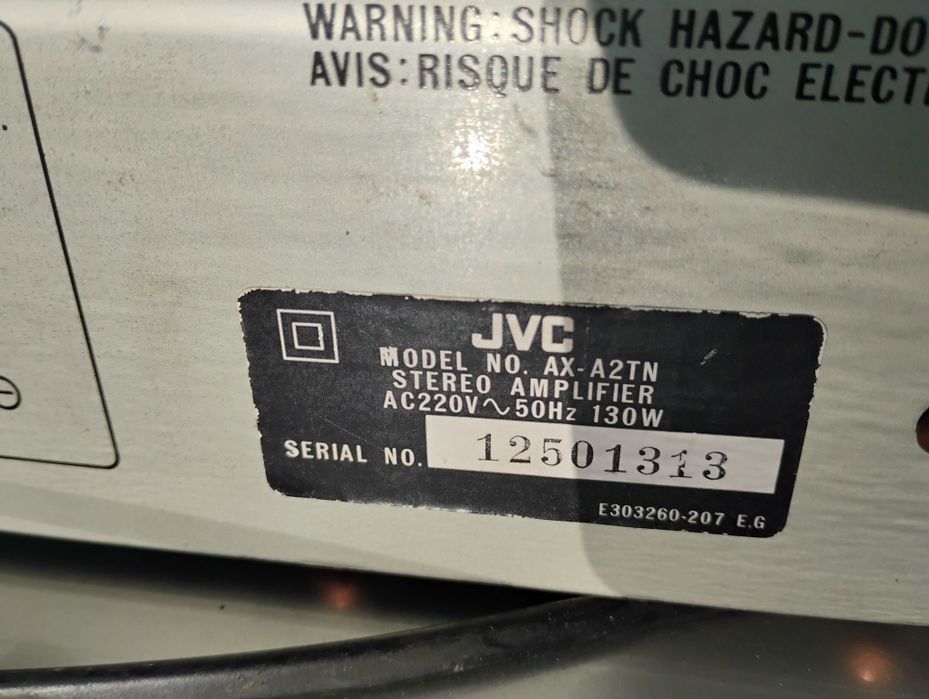 WARNING: SHOCK HAZARD-DO
AVIS: RISQUE DE CHOC ELECT
JVC
MODEL NO. AX-A2TN
STEREO AMPLIFIER
AC220V~50Hz 130W
SERIAL NO. 12501313
E303260-207 E.G